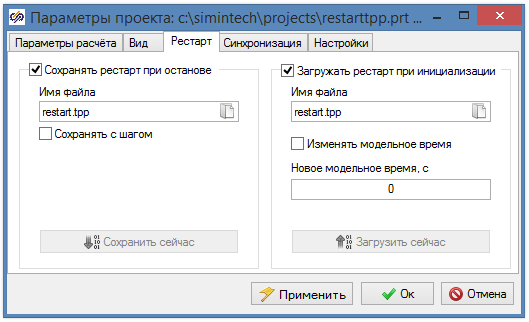 Параметры проекта: c:\simintech\projects\restarttpp.prt ...
Параметры расчёта Вид Рестарт Синхронизация Настройки
Сохранять рестарт при останове
Имя файла
restart.tpp
Сохранять с шагом
Сохранить сейчас
Загружать рестарт при инициализации
Имя файла
restart.tpp
Изменять модельное время
Новое модельное время, с
0
Загрузить сейчас
Применить Ок Отмена